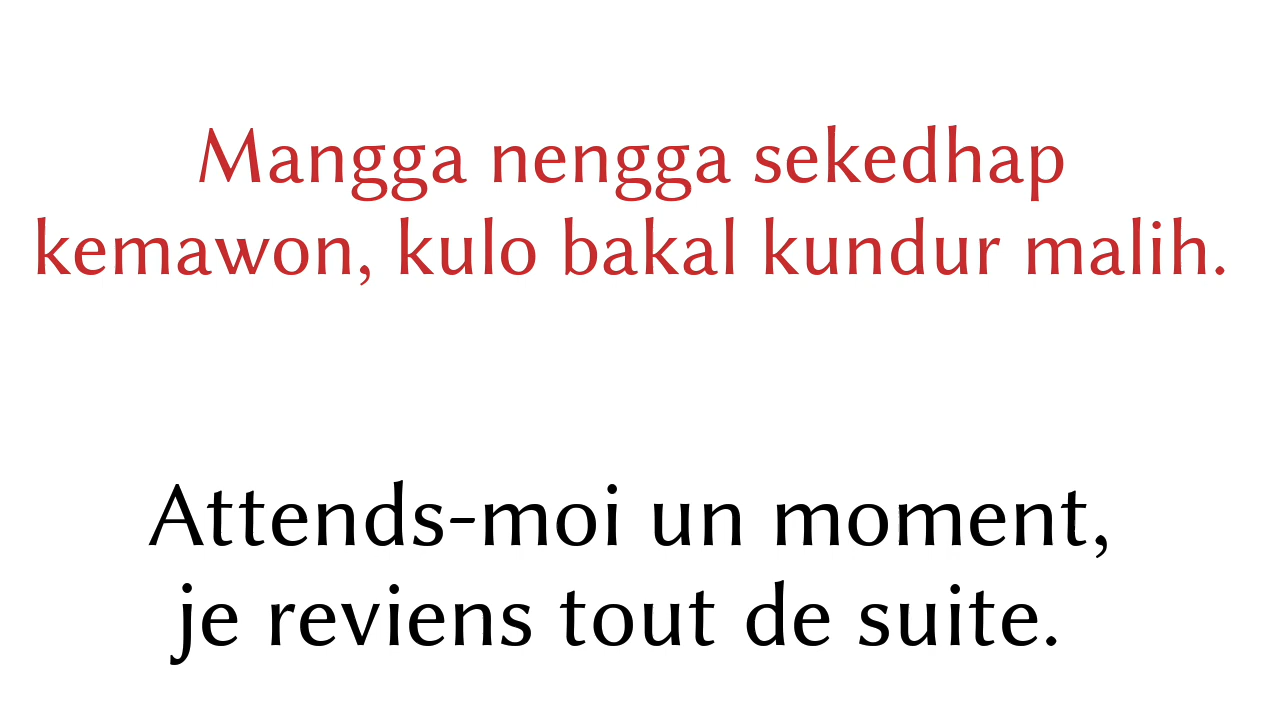 Mangga nengga sekedhap
kemawon, kulo bakal kundur malih.
Attends-moi un moment,
je reviens tout de suite.